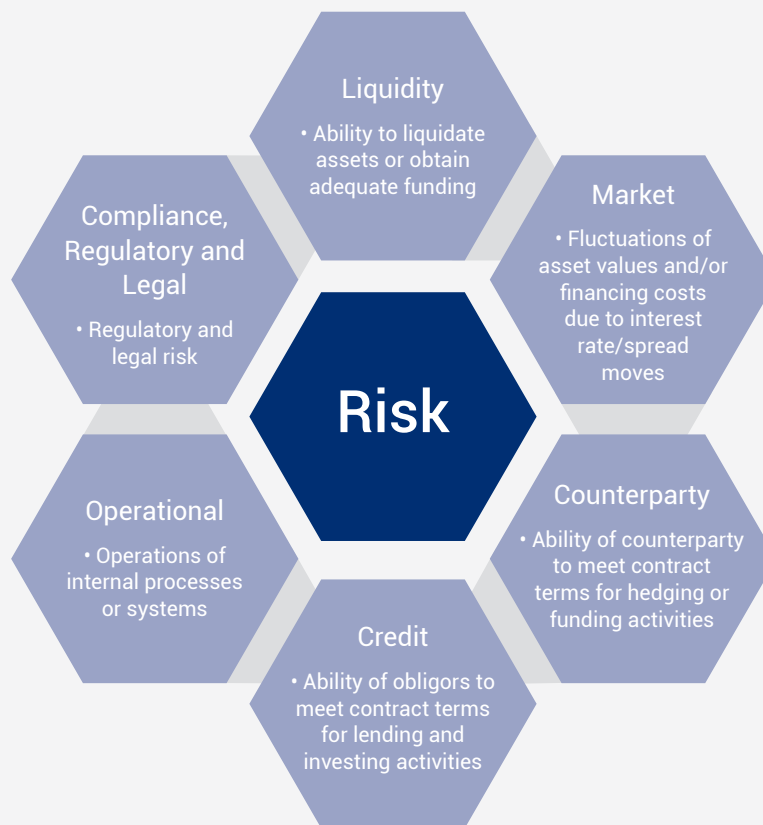 Liquidity
• Ability to liquidate
assets or obtain
adequate funding
Market
• Fluctuations of
asset values and/or
financing costs
due to interest
rate/spread
moves
Compliance,
Regulatory and
Legal
• Regulatory and
legal risk
Risk
Counterparty
• Ability of counterparty
to meet contract
terms for hedging or
funding activities
Operational
• Operations of
internal processes
or systems
Credit
• Ability of obligors to
meet contract terms
for lending and
investing activities